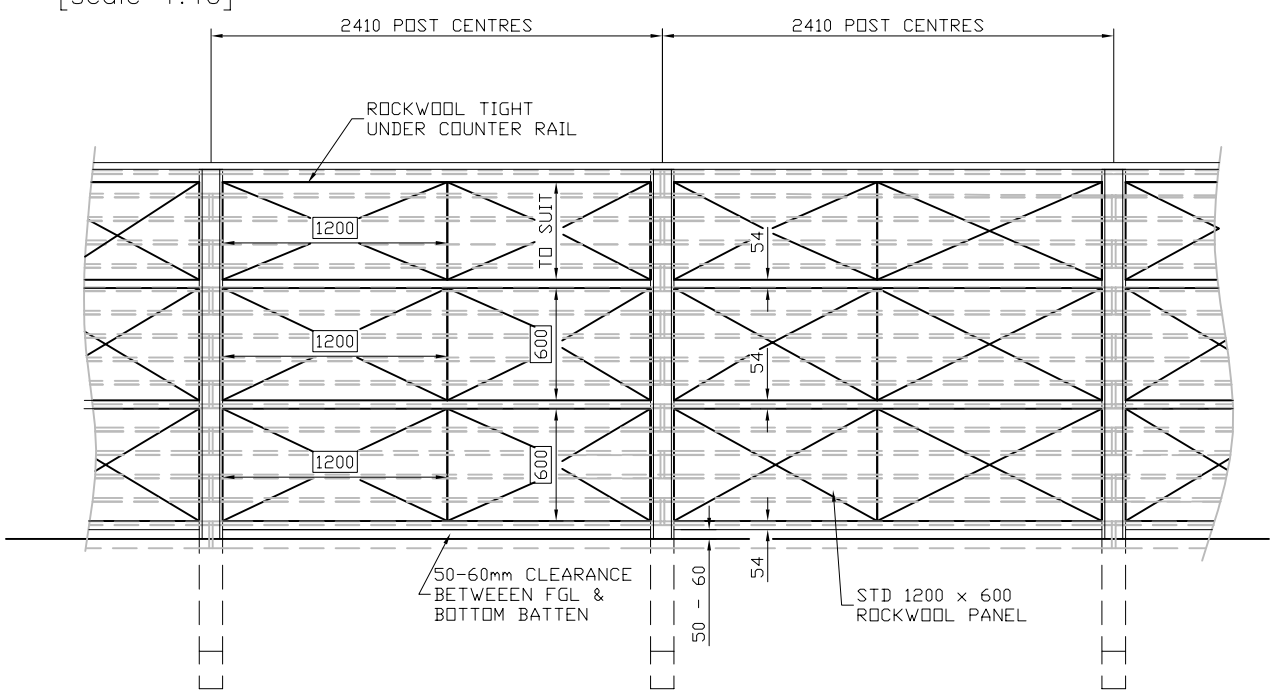 2410 POST CENTRES
2410 POST CENTRES
ROCKWOOL TIGHT
UNDER COUNTER RAIL
1200
TO SUIT
54
1200
600
54
1200
600
50-60mm CLEARANCE
BETWEEEN FGL &
BOTTOM BATTEN
50 - 60
54
STD 1200 x 600
ROCKWOOL PANEL